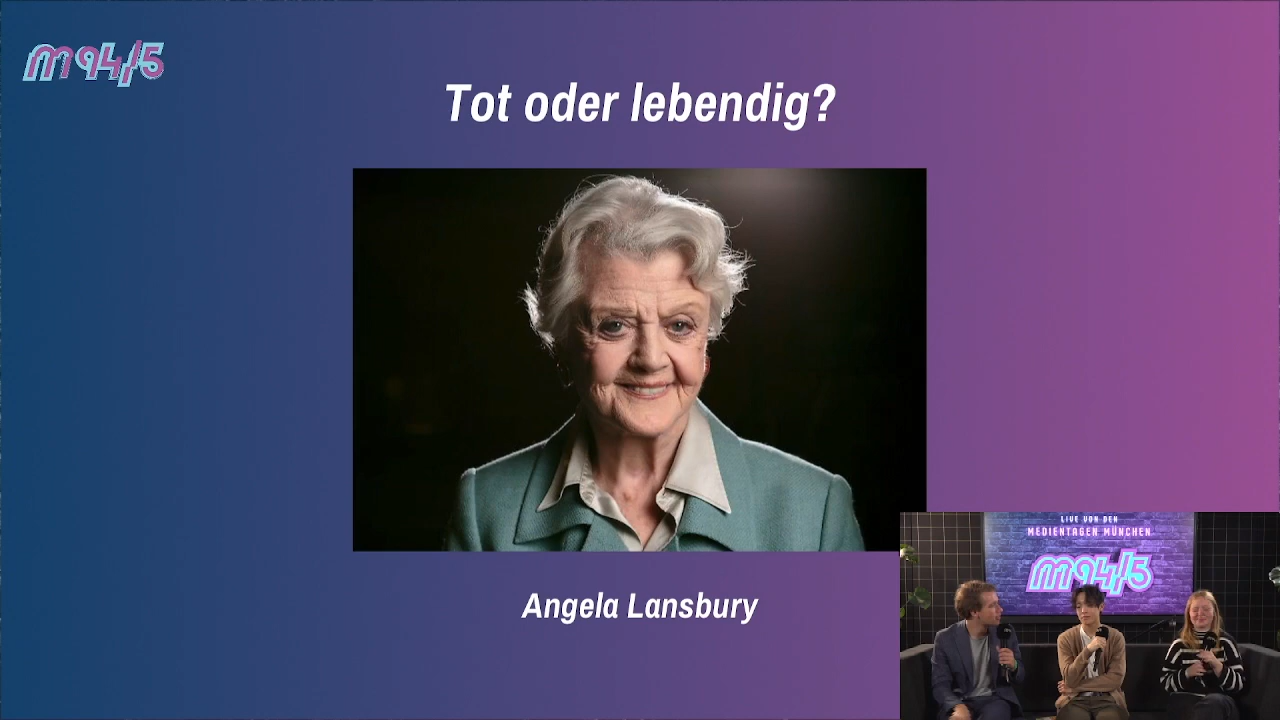 M94/5
Tot oder lebendig?
Angela Lansbury
LIVE VON DEN
MEDIENTAGEN MÜNCHEN
M94/5